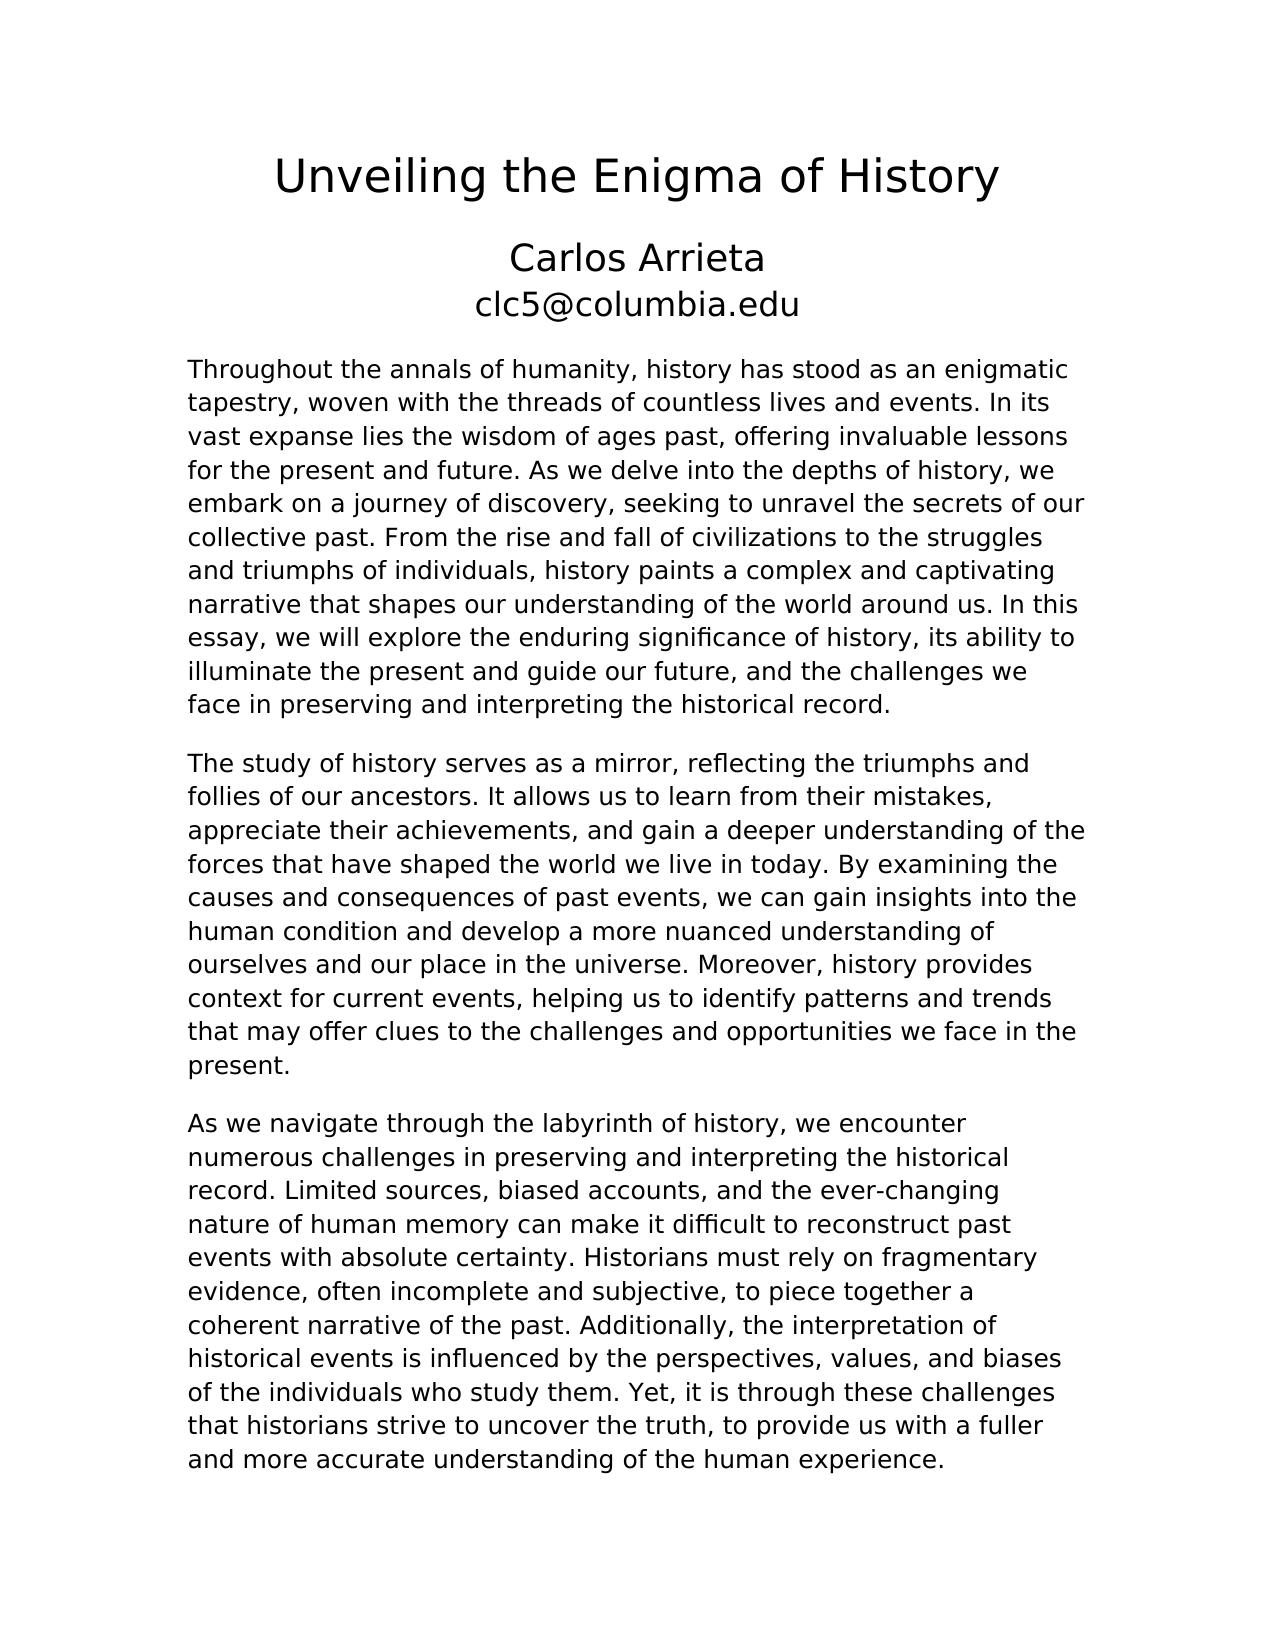 Unveiling the Enigma of History
Carlos Arrieta
clc5@columbia.edu
Throughout the annals of humanity, history has stood as an enigmatic
tapestry, woven with the threads of countless lives and events. In its
vast expanse lies the wisdom of ages past, offering invaluable lessons
for the present and future. As we delve into the depths of history, we
embark on a journey of discovery, seeking to unravel the secrets of our
collective past. From the rise and fall of civilizations to the struggles
and triumphs of individuals, history paints a complex and captivating
narrative that shapes our understanding of the world around us. In this
essay, we will explore the enduring significance of history, its ability to
illuminate the present and guide our future, and the challenges we
face in preserving and interpreting the historical record.
The study of history serves as a mirror, reflecting the triumphs and
follies of our ancestors. It allows us to learn from their mistakes,
appreciate their achievements, and gain a deeper understanding of the
forces that have shaped the world we live in today. By examining the
causes and consequences of past events, we can gain insights into the
human condition and develop a more nuanced understanding of
ourselves and our place in the universe. Moreover, history provides
context for current events, helping us to identify patterns and trends
that may offer clues to the challenges and opportunities we face in the
present.
As we navigate through the labyrinth of history, we encounter
numerous challenges in preserving and interpreting the historical
record. Limited sources, biased accounts, and the ever-changing
nature of human memory can make it difficult to reconstruct past
events with absolute certainty. Historians must rely on fragmentary
evidence, often incomplete and subjective, to piece together a
coherent narrative of the past. Additionally, the interpretation of
historical events is influenced by the perspectives, values, and biases
of the individuals who study them. Yet, it is through these challenges
that historians strive to uncover the truth, to provide us with a fuller
and more accurate understanding of the human experience.